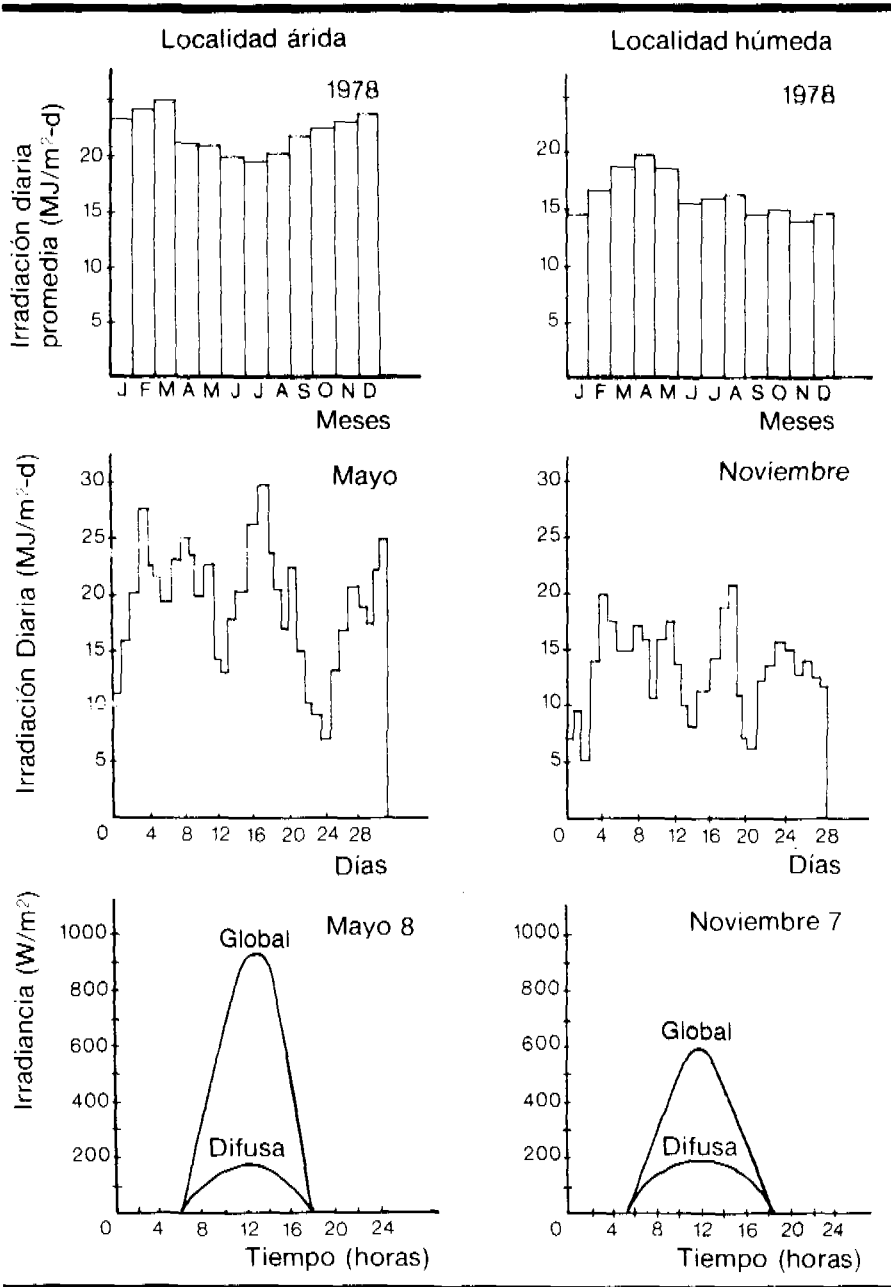 Localidad árida
Localidad húmeda
Irradiación diaria
promedia (MJ/m²-d)
1978
20
15
10
5
J F M A M J J A S O N D
Meses
1978
20
15
10
5
J F M A M J J A S O N D
Meses
Irradiación Diaria (MJ/m²-d)
Mayo
30
25
20
15
10
5
0 4 8 12 16 20 24 28
Días
Noviembre
30
25
20
15
10
5
0 4 8 12 16 20 24 28
Días
Irradiancia (W/m²)
Mayo 8
1000
800
600
400
200
Global
Difusa
0 4 8 12 16 20 24
Tiempo (horas)
Noviembre 7
1000
800
600
400
200
Global
Difusa
0 4 8 12 16 20 24
Tiempo (horas)